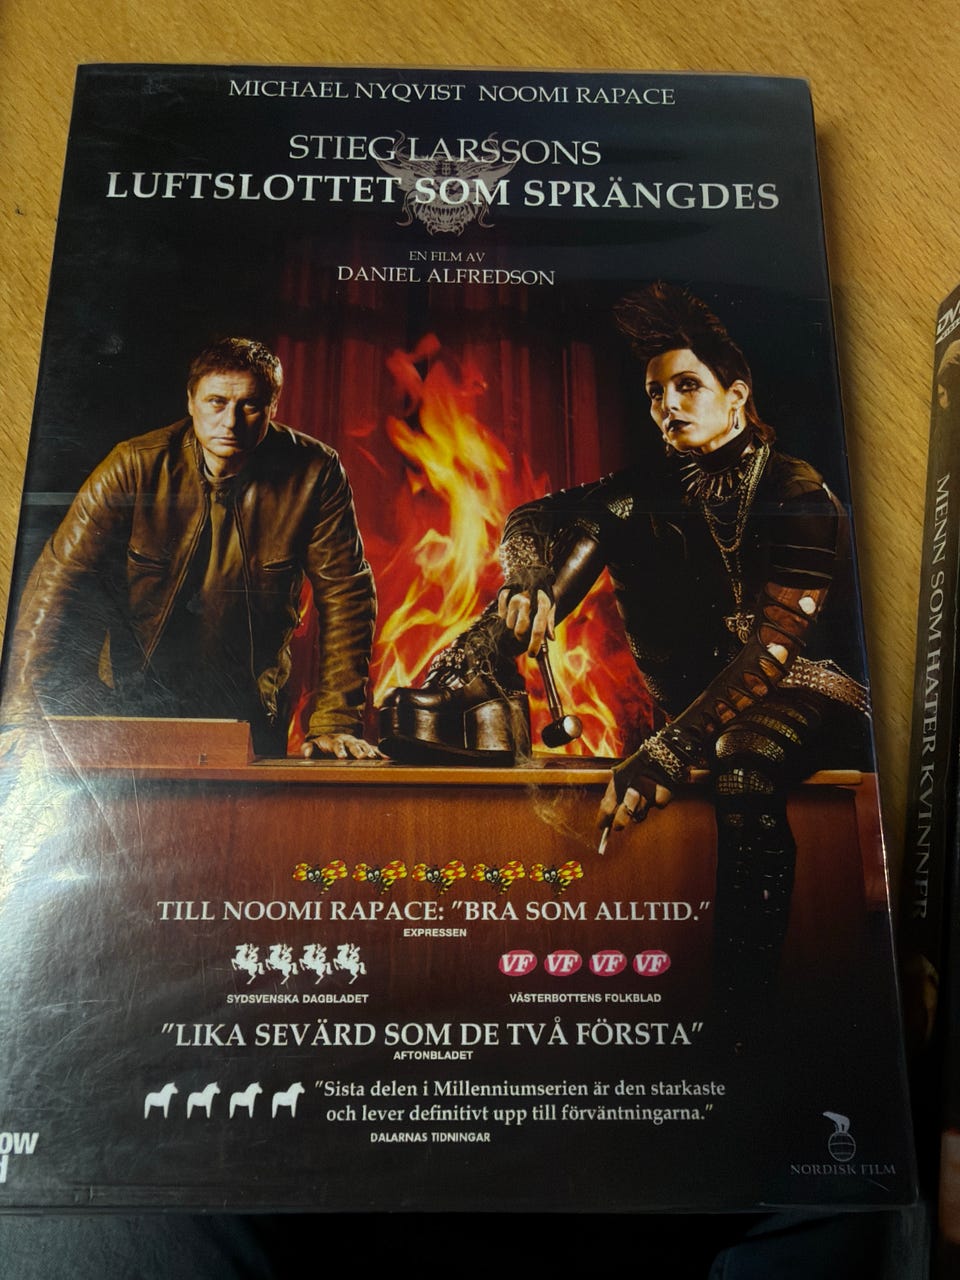 MICHAEL NYQVIST NOOMI RAPACE
STIEG LARSSONS
LUFTSLOTTET SOM SPRÄNGDES
EN FILM AV
DANIEL ALFREDSON
TILL NOOMI RAPACE: "BRA SOM ALLTID."
EXPRESSEN
VF VF VF VF
SYDSVENSKA DAGBLADET
VÄSTERBOTTENS FOLKBLAD
"LIKA SEVÄRD SOM DE TVÅ FÖRSTA"
AFTONBLADET
"Sista delen i Millenniumserien är den starkaste
och lever definitivt upp till förväntningarna."
DALARNAS TIDNINGAR
NORDISK FILM
MENN SOM HATER KVINNER